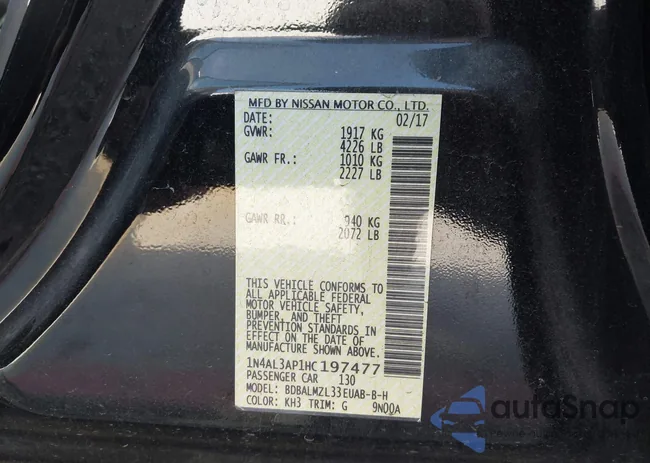 MFD BY NISSAN MOTOR CO., LTD.
DATE: 02/17
GVWR: 1917 KG
4226 LB
GAWR FR.: 1010 KG
2227 LB
GAWR RR.: 940 KG
2072 LB
THIS VEHICLE CONFORMS TO
ALL APPLICABLE FEDERAL
MOTOR VEHICLE SAFETY,
BUMPER, AND THEFT
PREVENTION STANDARDS IN
EFFECT ON THE DATE OF
MANUFACTURE SHOWN ABOVE.
1N4AL3AP1HC197477
PASSENGER CAR 130
MODEL: BDBALMZL33EUAB-B-H
COLOR: KH3 TRIM: G 9N00A
autoSnap